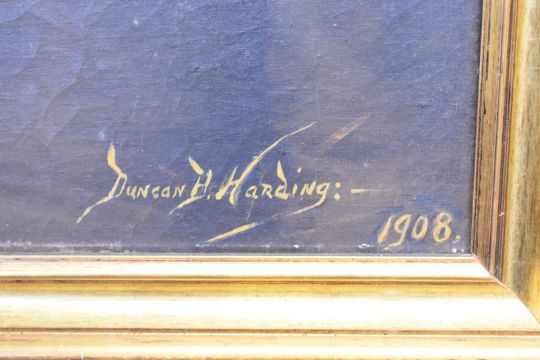 Duncan D. Harding:-
1908.